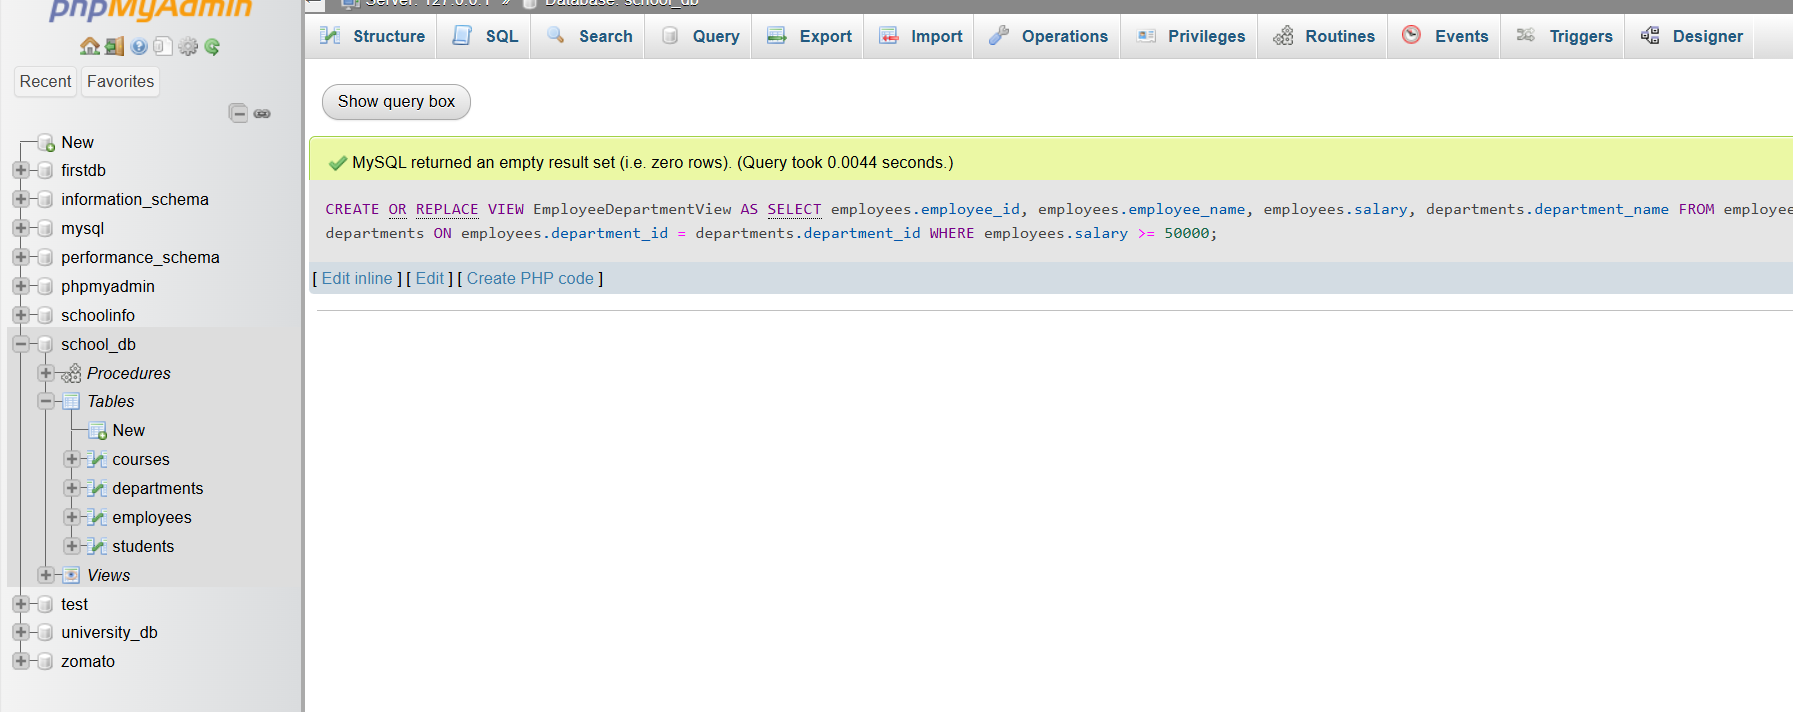 phpMyAdmin
Server: 127.0.0.1 » Database: school_db
Structure SQL Search Query Export Import Operations Privileges Routines Events Triggers Designer
Recent Favorites
New
firstdb
information_schema
mysql
performance_schema
phpmyadmin
schoolinfo
school_db
Procedures
Tables
New
courses
departments
employees
students
Views
test
university_db
zomato
Show query box
MySQL returned an empty result set (i.e. zero rows). (Query took 0.0044 seconds.)
CREATE OR REPLACE VIEW EmployeeDepartmentView AS SELECT employees.employee_id, employees.employee_name, employees.salary, departments.department_name FROM employee
departments ON employees.department_id = departments.department_id WHERE employees.salary >= 50000;
[ Edit inline ] [ Edit ] [ Create PHP code ]